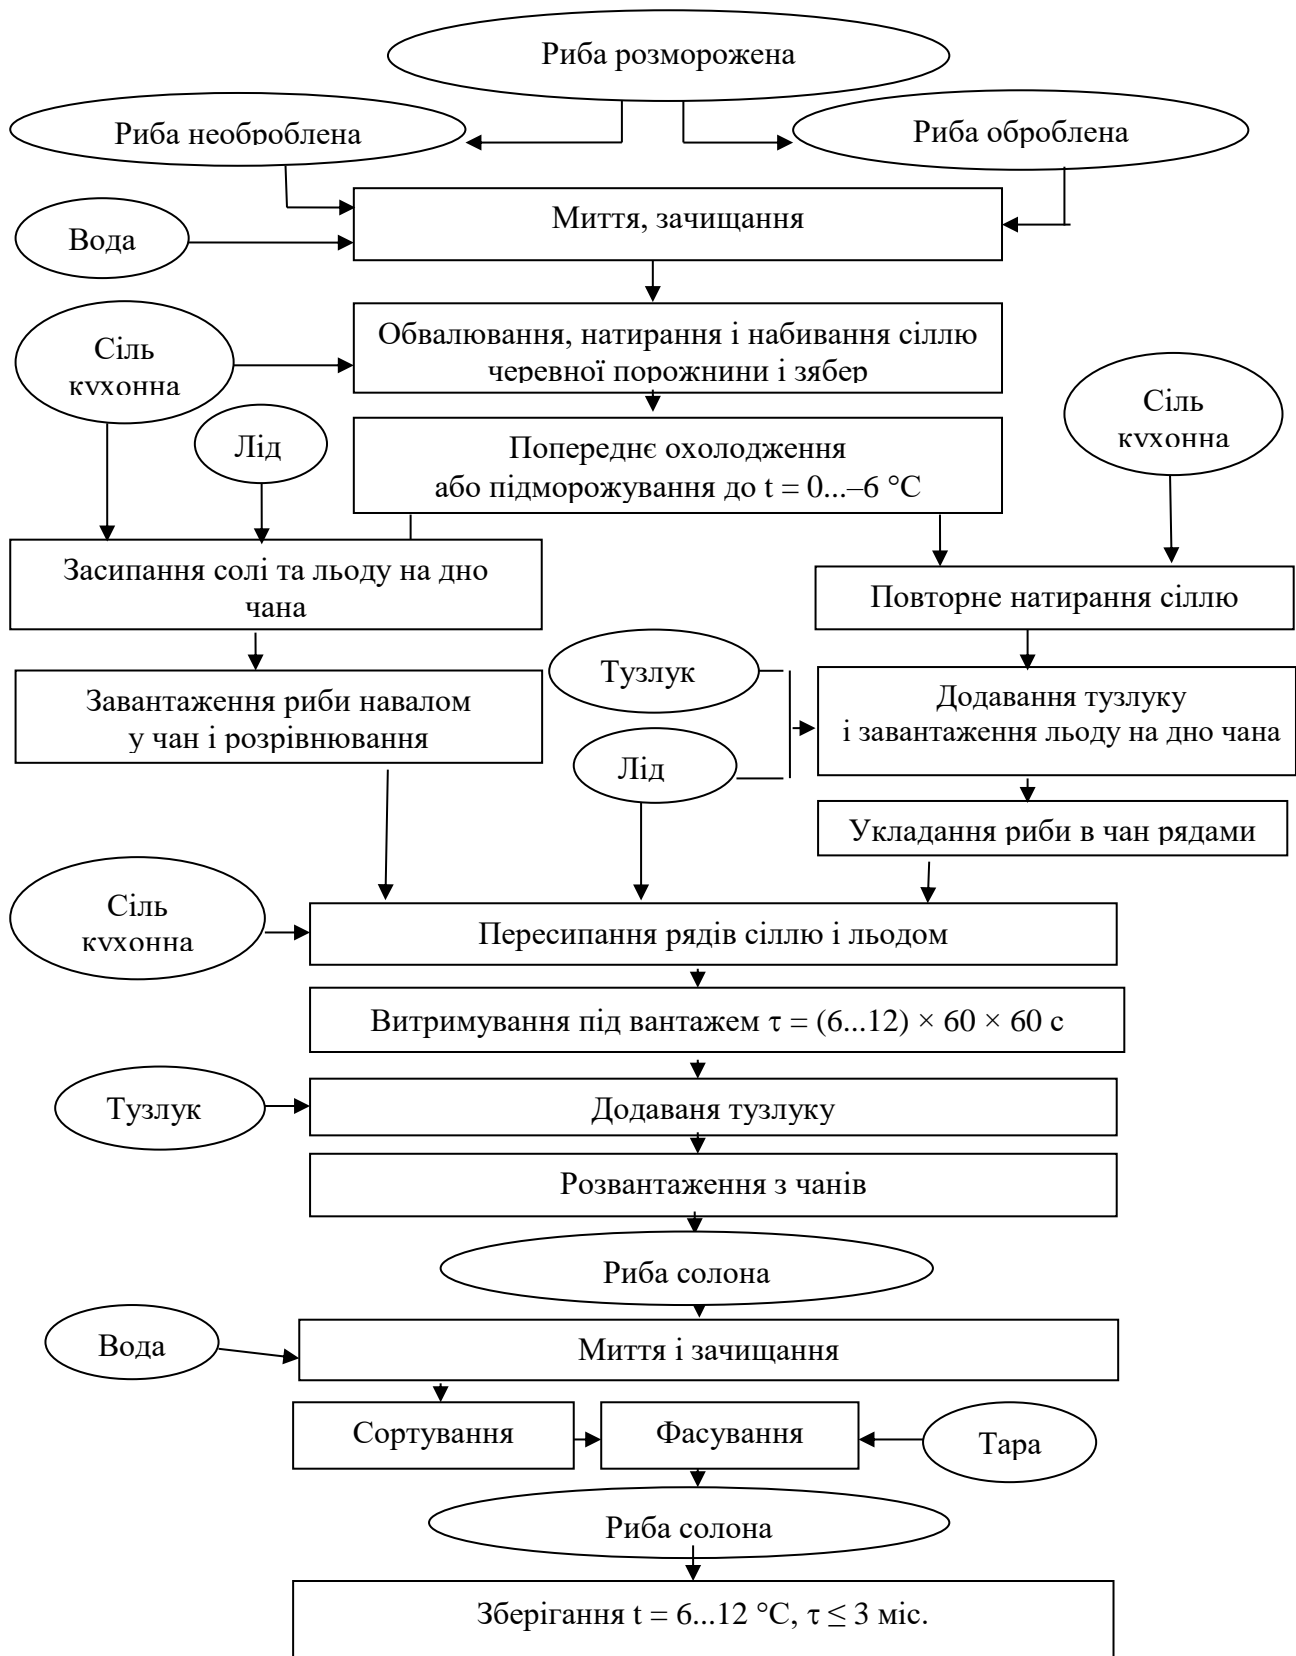 Риба розморожена
Риба необроблена
Риба оброблена
Миття, зачищання
Вода
Сіль
кухонна
Обвалювання, натирання і набивання сіллю
черевної порожнини і зябер
Сіль
кухонна
Лід
Попереднє охолодження
або підморожування до t = 0...–6 °С
Засипання солі та льоду на дно
чана
Повторне натирання сіллю
Тузлук
Завантаження риби навалом
у чан і розрівнювання
Додавання тузлуку
і завантаження льоду на дно чана
Лід
Укладання риби в чан рядами
Сіль
кухонна
Пересипання рядів сіллю і льодом
Витримування під вантажем τ = (6...12) × 60 × 60 с
Тузлук
Додаваня тузлуку
Розвантаження з чанів
Риба солона
Вода
Миття і зачищання
Сортування
Фасування
Тара
Риба солона
Зберігання t = 6...12 °С, τ ≤ 3 міс.